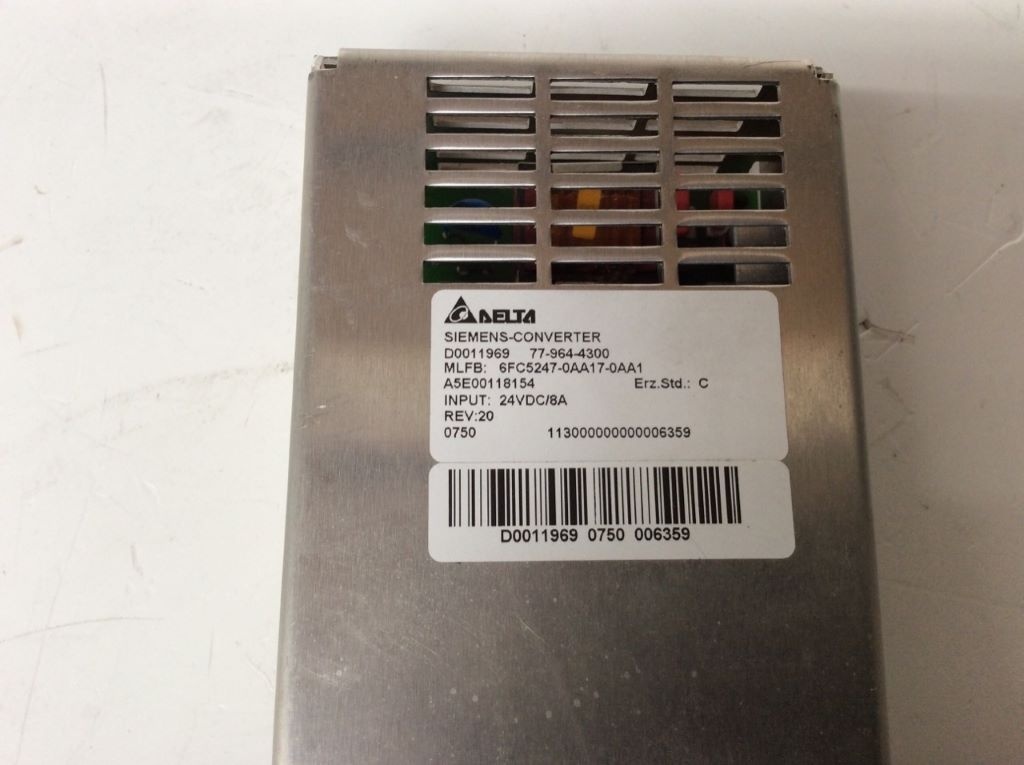 DELTA
SIEMENS-CONVERTER
D0011969 77-964-4300
MLFB: 6FC5247-0AA17-0AA1
A5E00118154 Erz.Std.: C
INPUT: 24VDC/8A
REV:20
0750 113000000000006359
D0011969 0750 006359